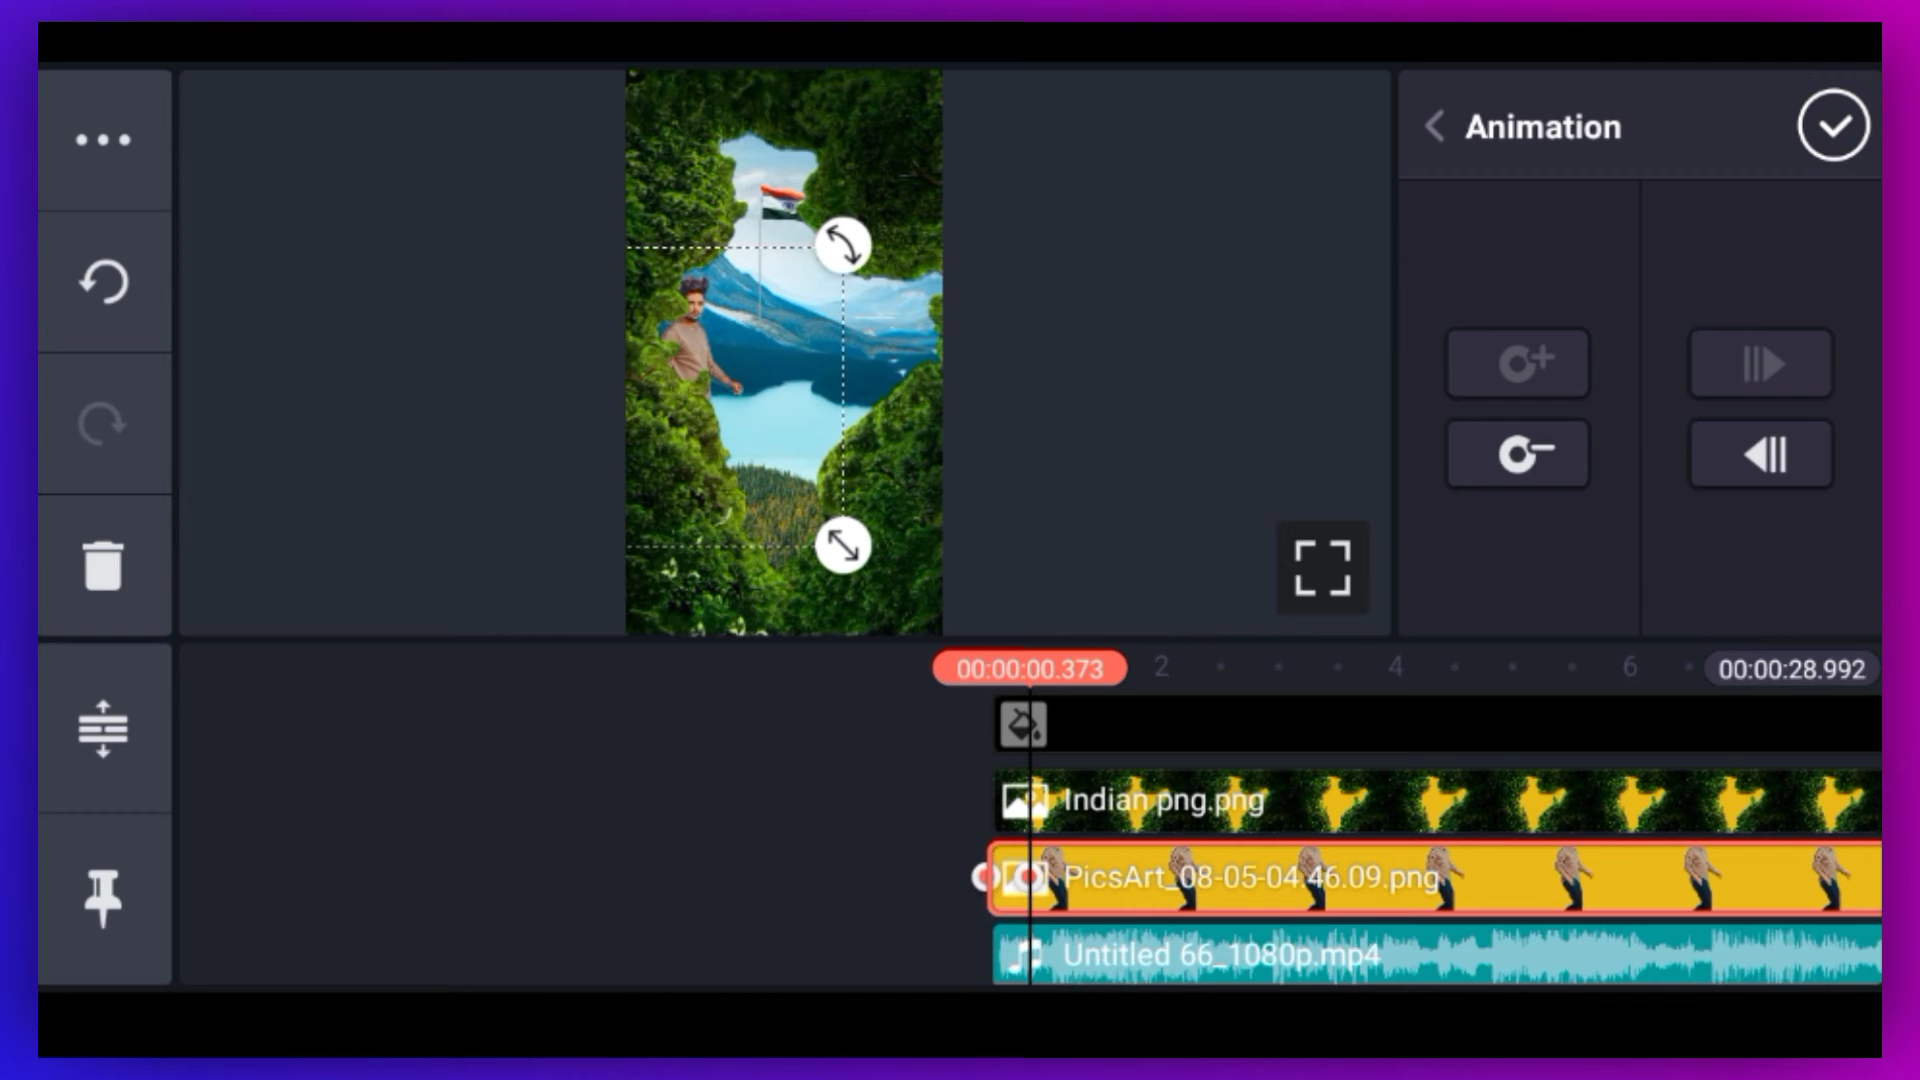 Animation
00:00:00.373
2
4
6
00:00:28.992
Indian png.png
PicsArt_08-05-04.46.09.png
Untitled 66_1080p.mp4